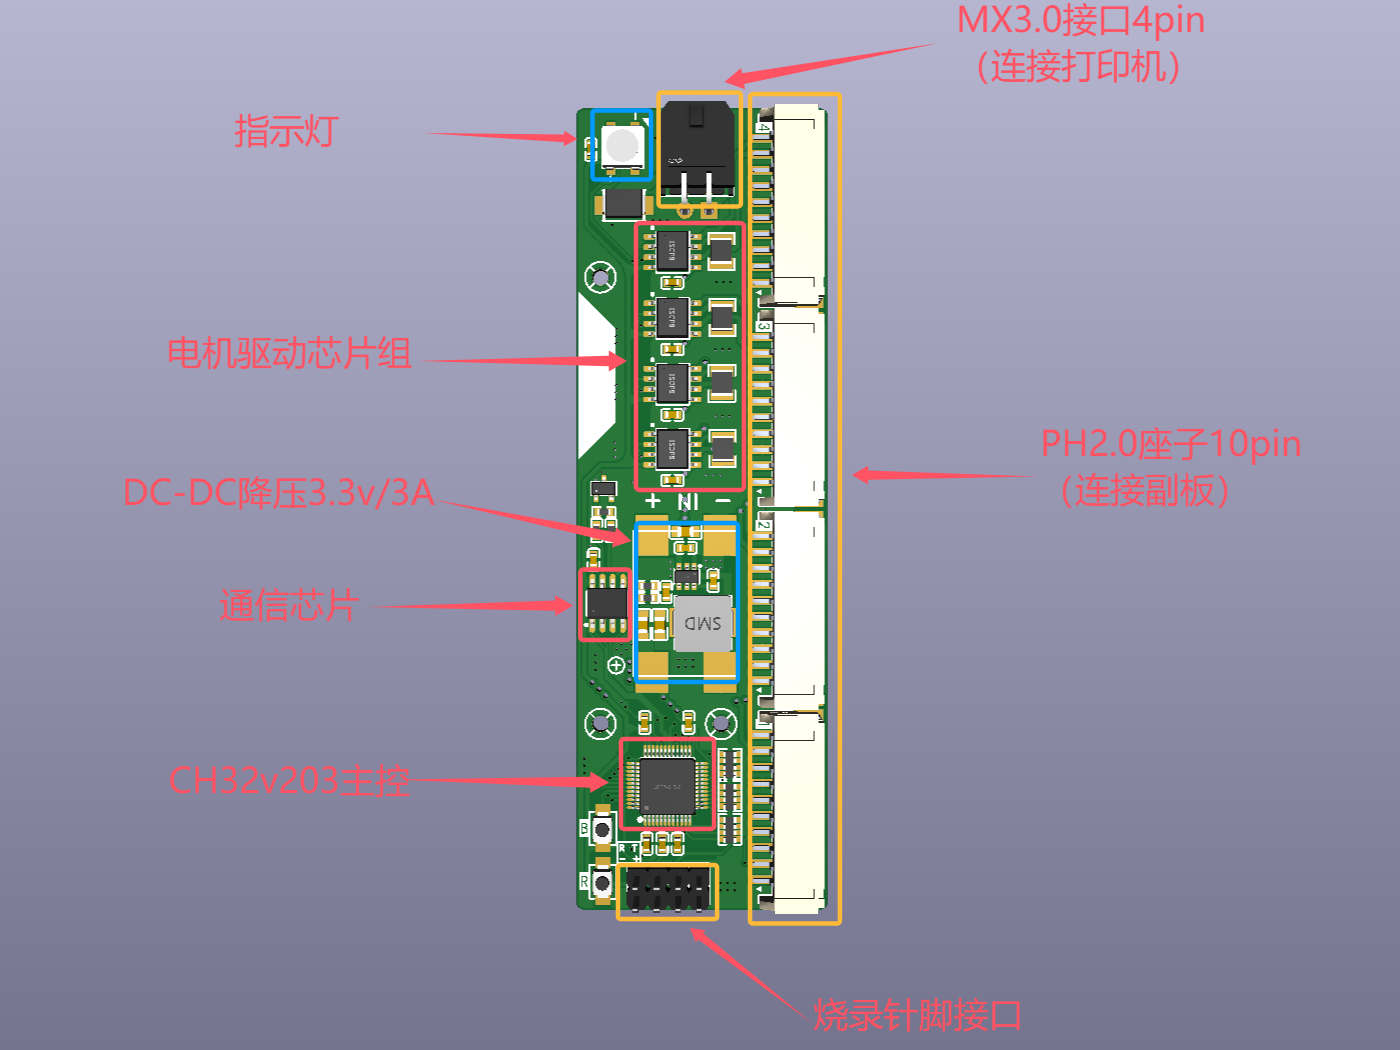 MX3.0接口4pin
（连接打印机）
指示灯
电机驱动芯片组
PH2.0座子10pin
（连接副板）
DC-DC降压3.3v/3A
通信芯片
CH32v203主控
烧录针脚接口
4
3
+ IN -
2
SMD
B
R T
- +
R